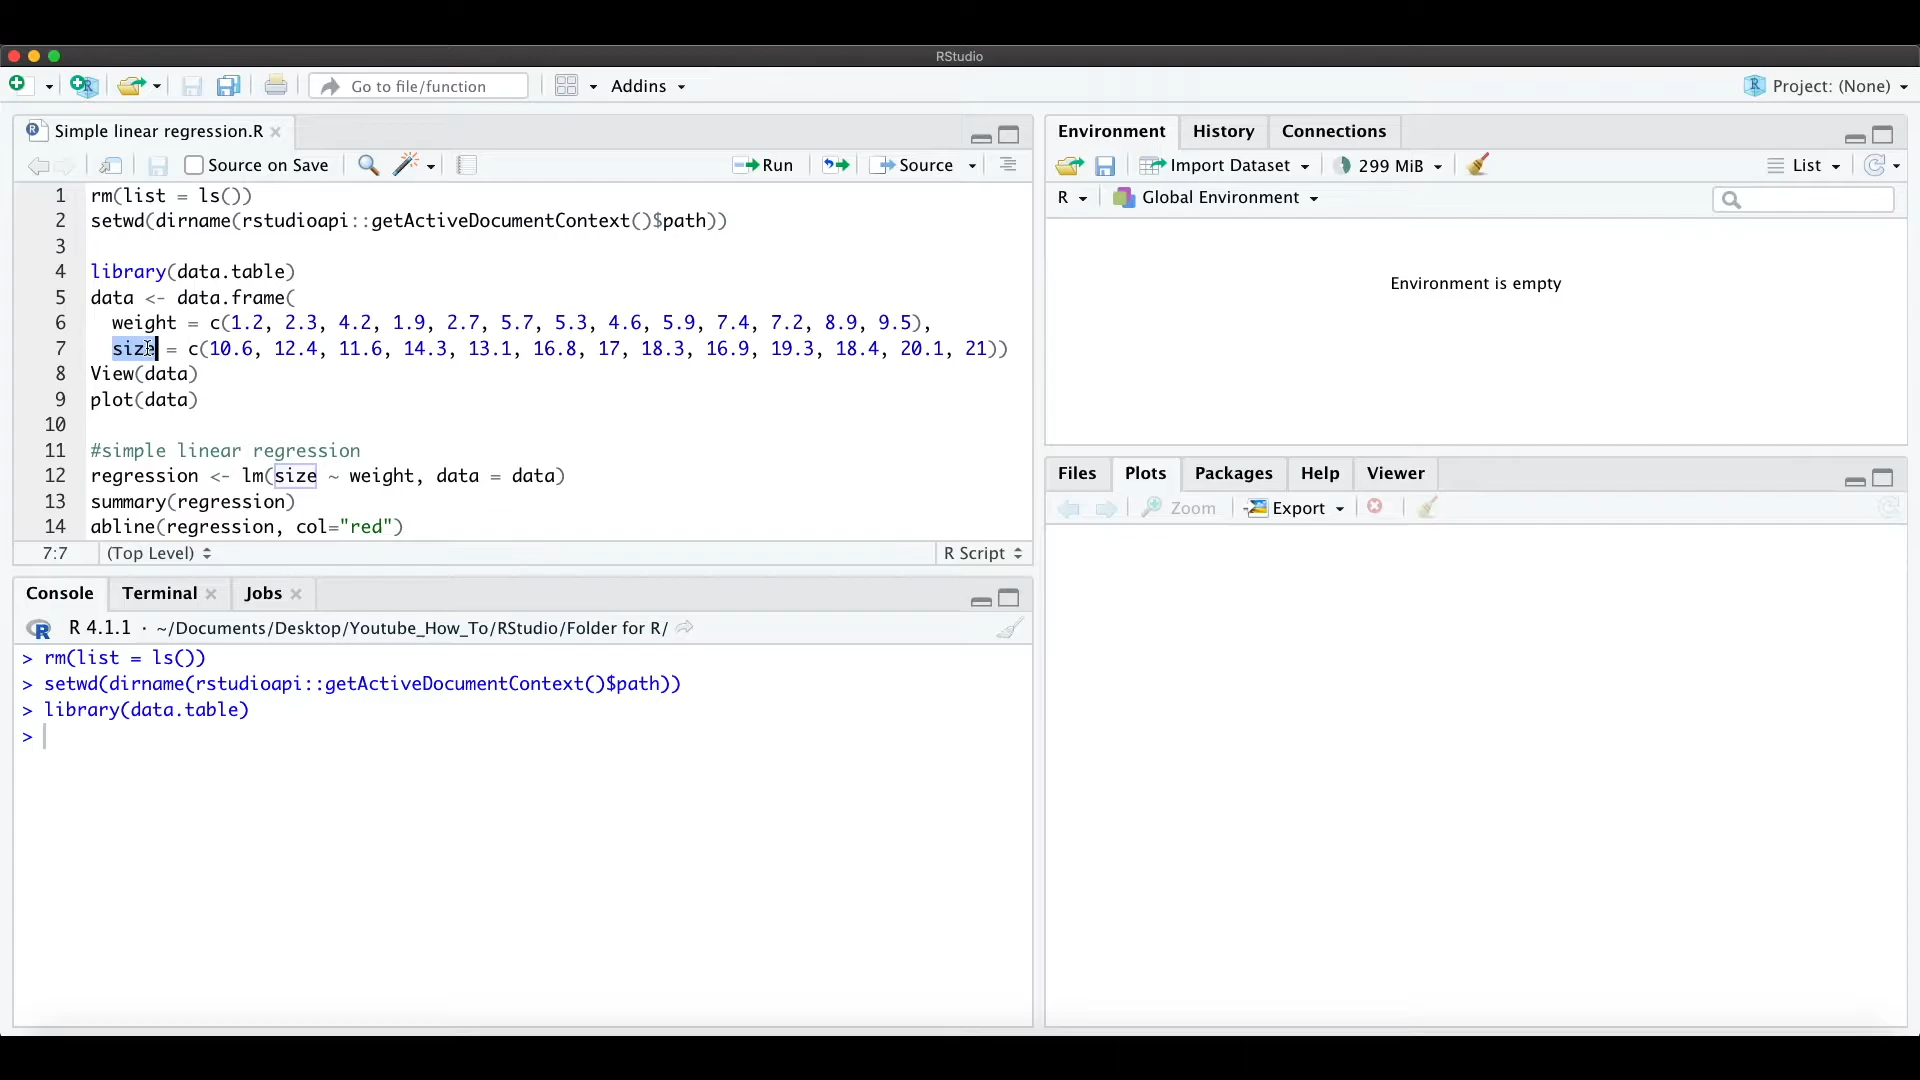 RStudio
Go to file/function
Addins
Project: (None)
Simple linear regression.R
Source on Save
Run
Source
1 rm(list = ls())
2 setwd(dirname(rstudioapi::getActiveDocumentContext()$path))
3
4 library(data.table)
5 data <- data.frame(
6 weight = c(1.2, 2.3, 4.2, 1.9, 2.7, 5.7, 5.3, 4.6, 5.9, 7.4, 7.2, 8.9, 9.5),
7 size = c(10.6, 12.4, 11.6, 14.3, 13.1, 16.8, 17, 18.3, 16.9, 19.3, 18.4, 20.1, 21))
8 View(data)
9 plot(data)
10
11 #simple linear regression
12 regression <- lm(size ~ weight, data = data)
13 summary(regression)
14 abline(regression, col="red")
7:7 (Top Level) R Script
Console Terminal Jobs
R 4.1.1 · ~/Documents/Desktop/Youtube_How_To/RStudio/Folder for R/
> rm(list = ls())
> setwd(dirname(rstudioapi::getActiveDocumentContext()$path))
> library(data.table)
>
Environment History Connections
Import Dataset 299 MiB List
R Global Environment
Environment is empty
Files Plots Packages Help Viewer
Zoom Export